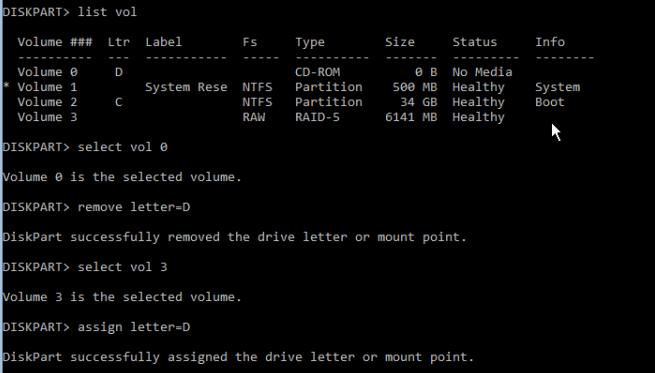 DISKPART> list vol
  Volume ###  Ltr  Label        Fs     Type        Size     Status     Info
  ----------  ---  -----------  -----  ----------  -------  ---------  --------
  Volume 0     D                       CD-ROM          0 B  No Media
* Volume 1         System Rese  NTFS   Partition    500 MB  Healthy    System
  Volume 2     C                NTFS   Partition     34 GB  Healthy    Boot
  Volume 3                      RAW    RAID-5      6141 MB  Healthy
DISKPART> select vol 0
Volume 0 is the selected volume.
DISKPART> remove letter=D
DiskPart successfully removed the drive letter or mount point.
DISKPART> select vol 3
Volume 3 is the selected volume.
DISKPART> assign letter=D
DiskPart successfully assigned the drive letter or mount point.